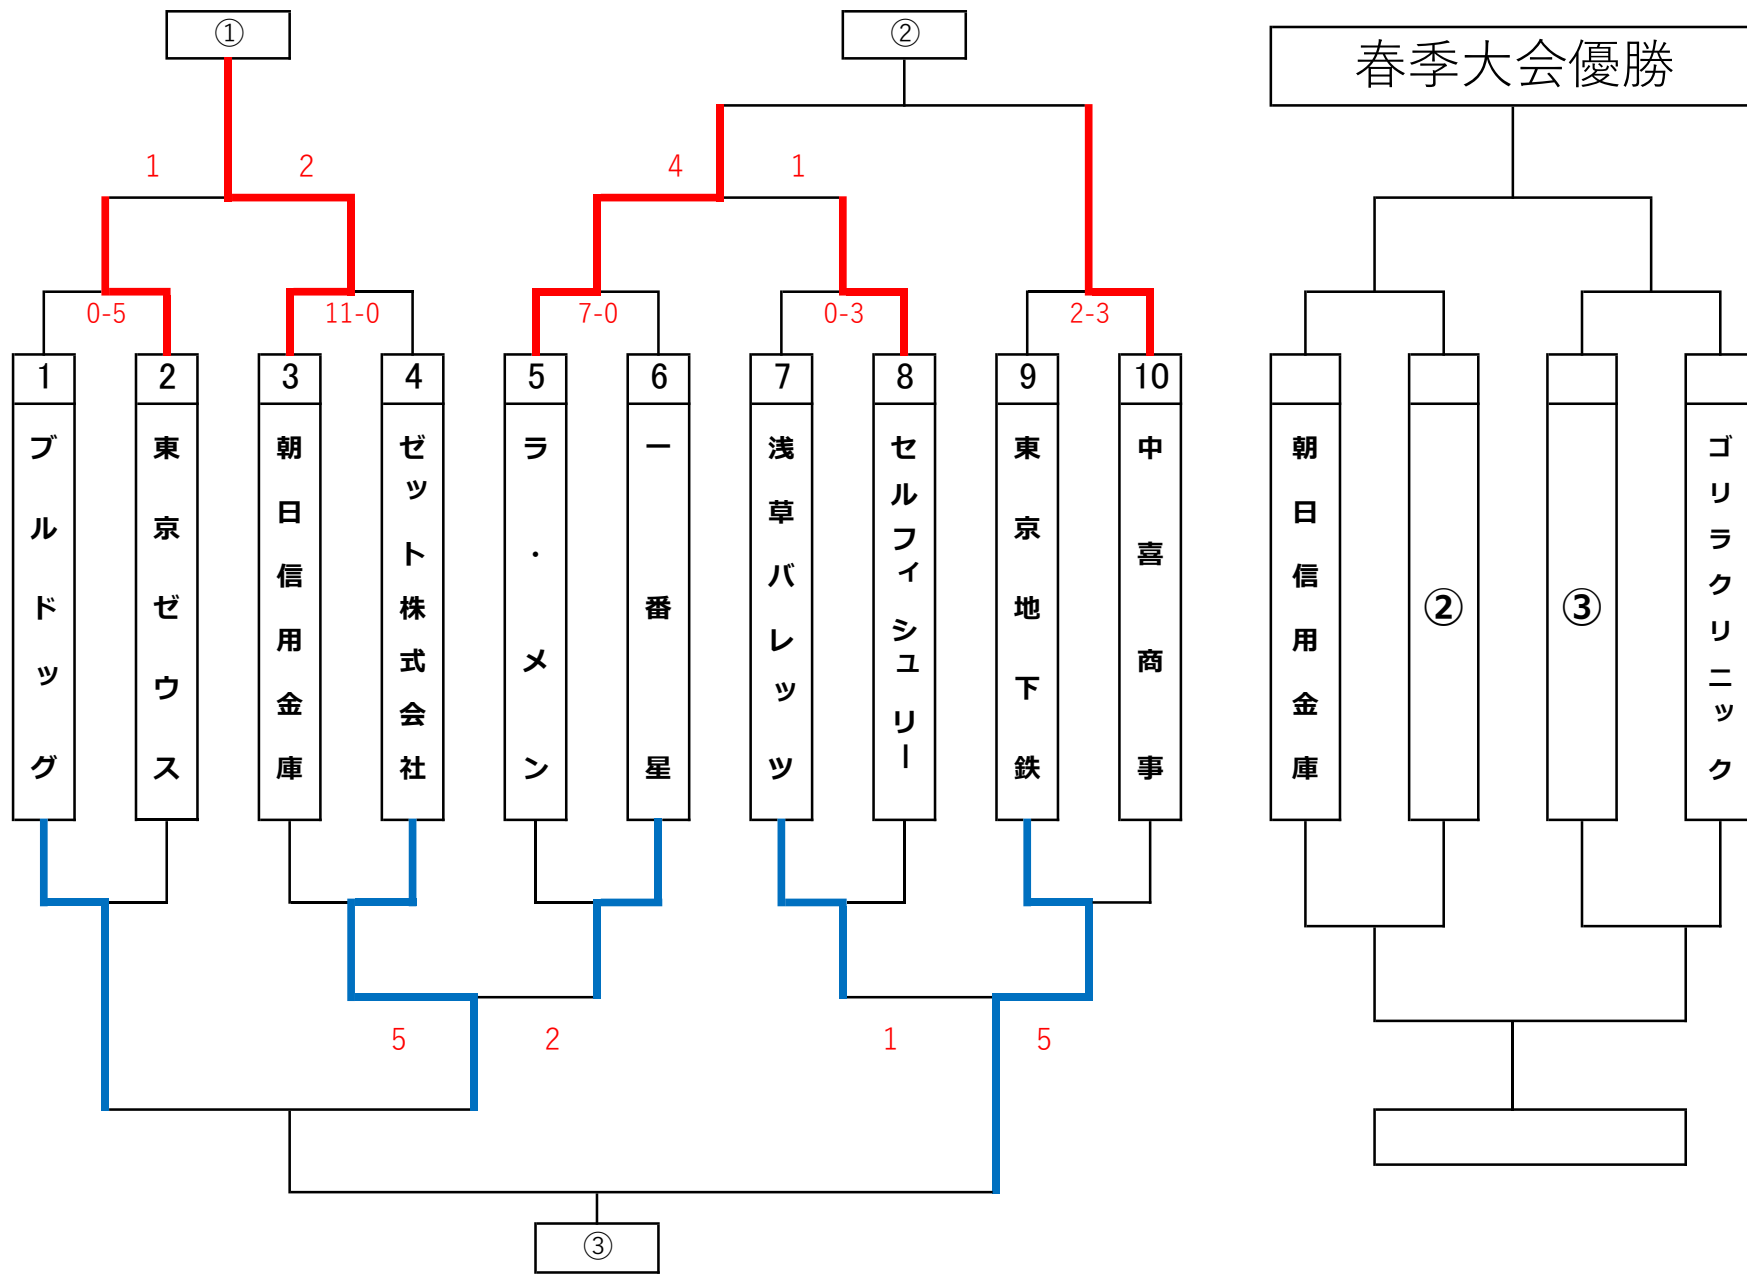 ①
②
春季大会優勝
1
2
4
1
0-5
11-0
7-0
0-3
2-3
1
2
3
4
5
6
7
8
9
10
ブルドッグ
東京ゼウス
朝日信用金庫
ゼット株式会社
ラ・メン
一番星
浅草バレッツ
セルフィシュリー
東京地下鉄
中喜商事
朝日信用金庫
②
③
ゴリラクリニック
5
2
1
5
③